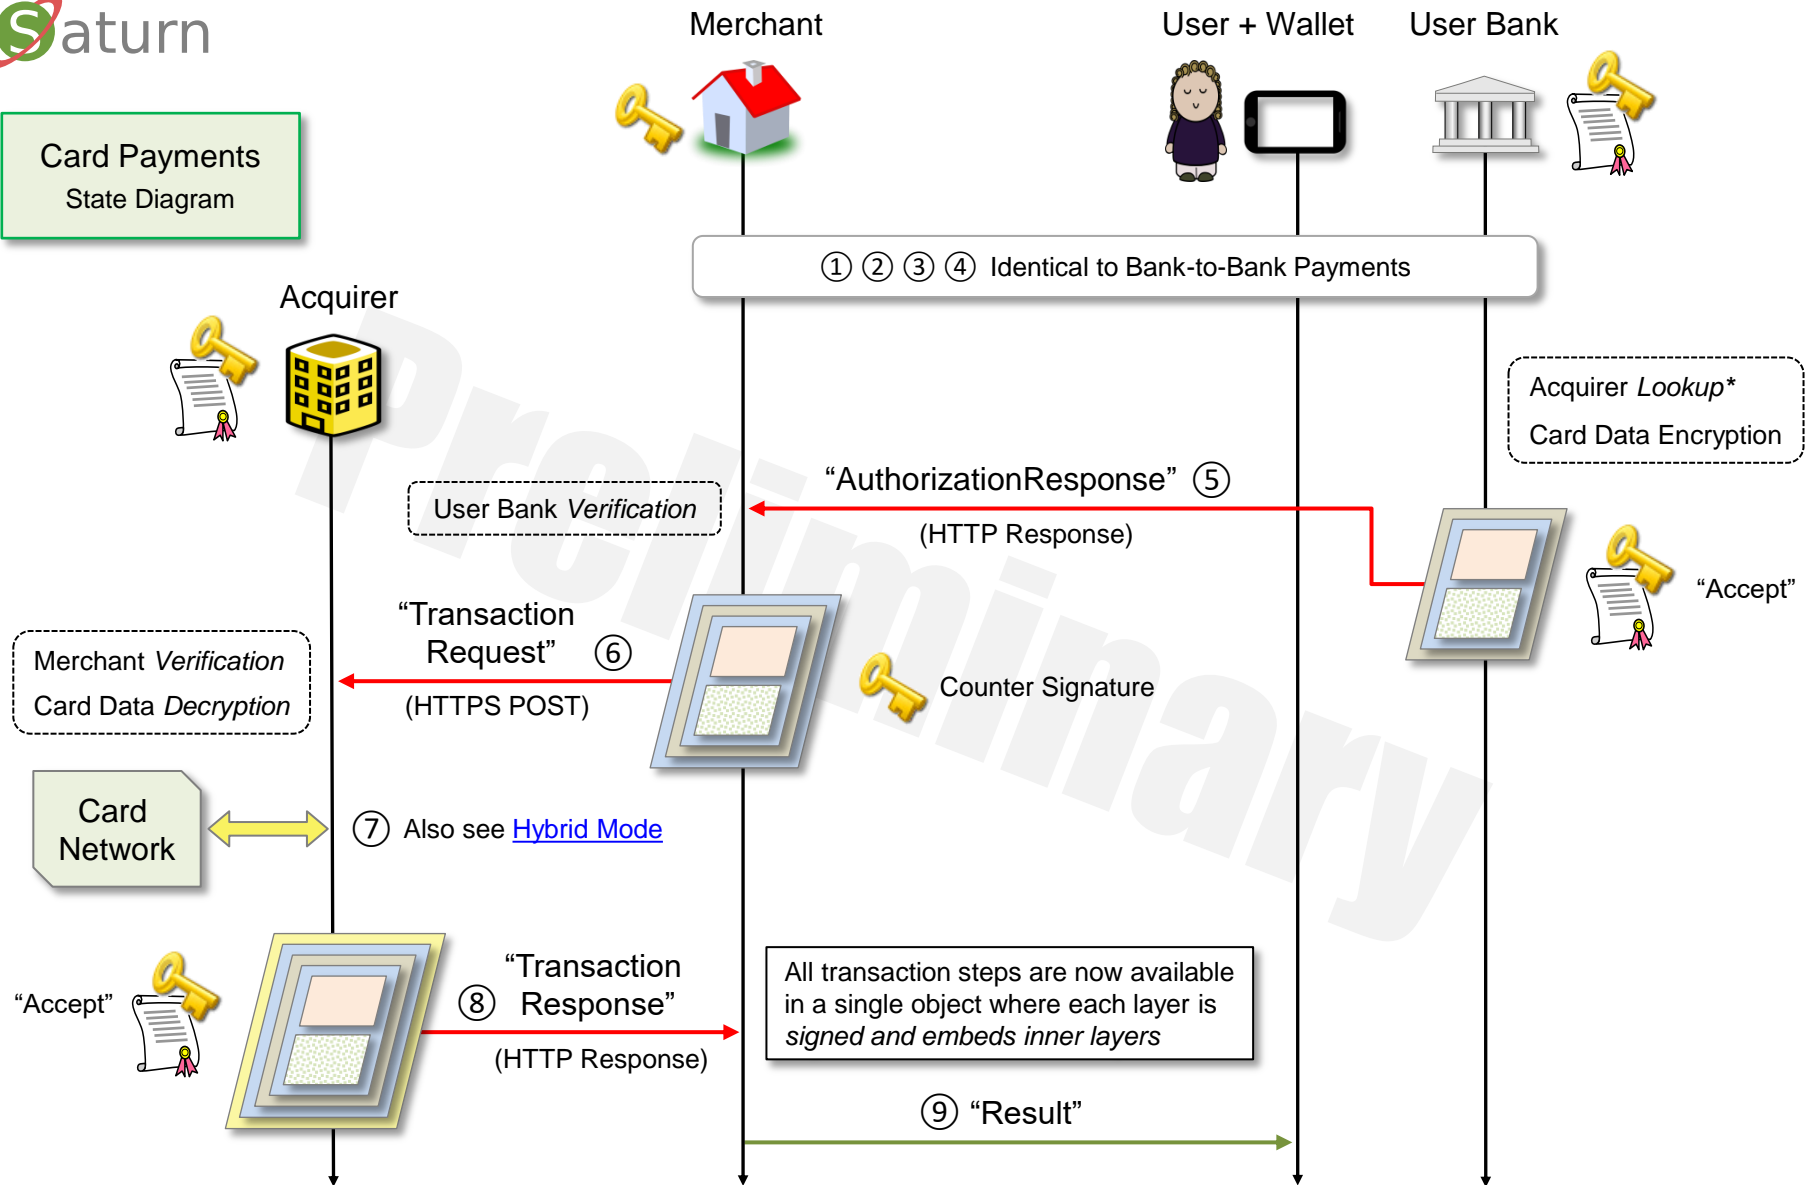 Saturn
Merchant
User + Wallet
User Bank
Card Payments
State Diagram
① ② ③ ④ Identical to Bank-to-Bank Payments
Acquirer
Acquirer Lookup*
Card Data Encryption
“AuthorizationResponse” ⑤
(HTTP Response)
User Bank Verification
“Accept”
“Transaction
Request” ⑥
(HTTPS POST)
Merchant Verification
Card Data Decryption
Counter Signature
Card
Network
⑦ Also see Hybrid Mode
“Accept”
“Transaction
⑧ Response”
(HTTP Response)
All transaction steps are now available
in a single object where each layer is
signed and embeds inner layers
⑨ “Result”
Preliminary